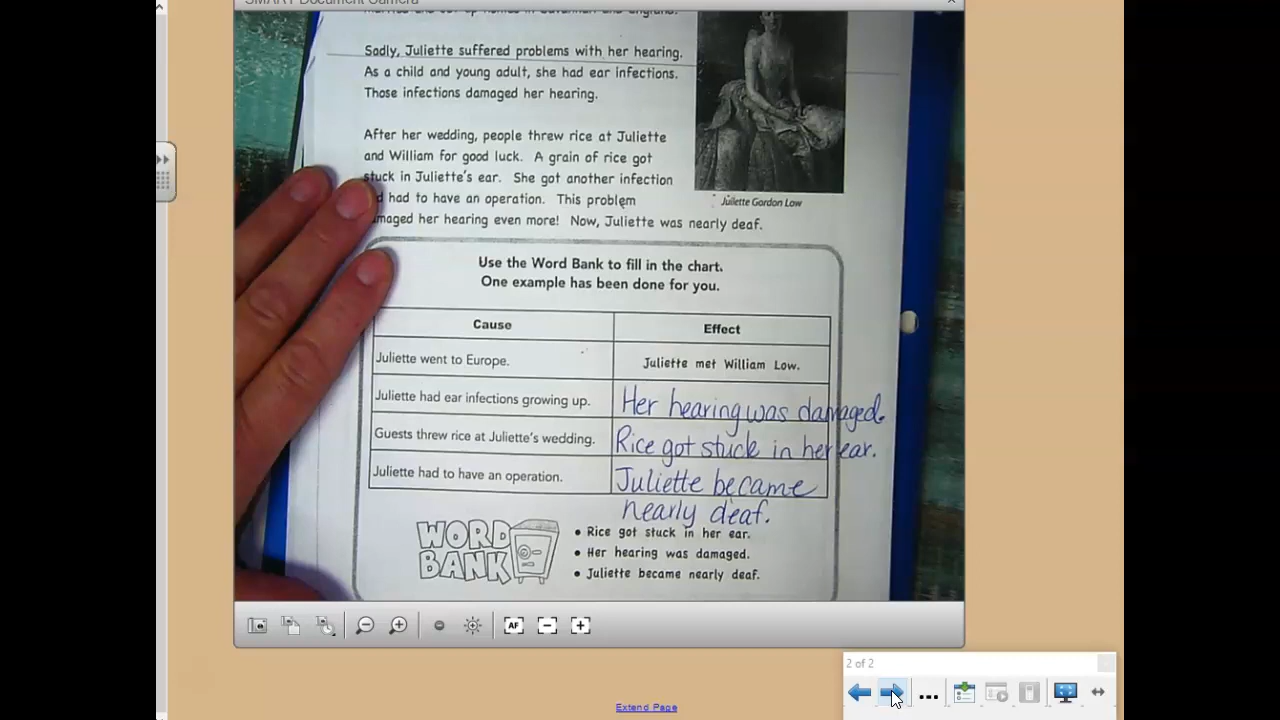 SMART Document Camera
Sadly, Juliette suffered problems with her hearing.
As a child and young adult, she had ear infections.
Those infections damaged her hearing.
After her wedding, people threw rice at Juliette
and William for good luck. A grain of rice got
stuck in Juliette's ear. She got another infection
had to have an operation. This problem
damaged her hearing even more! Now, Juliette was nearly deaf.
Juliette Gordon Low
Use the Word Bank to fill in the chart.
One example has been done for you.
Cause Effect
Juliette went to Europe. Juliette met William Low.
Juliette had ear infections growing up. Her hearing was damaged.
Guests threw rice at Juliette's wedding. Rice got stuck in her ear.
Juliette had to have an operation. Juliette became
nearly deaf.
WORD
BANK
• Rice got stuck in her ear.
• Her hearing was damaged.
• Juliette became nearly deaf.
AF
2 of 2
Extend Page